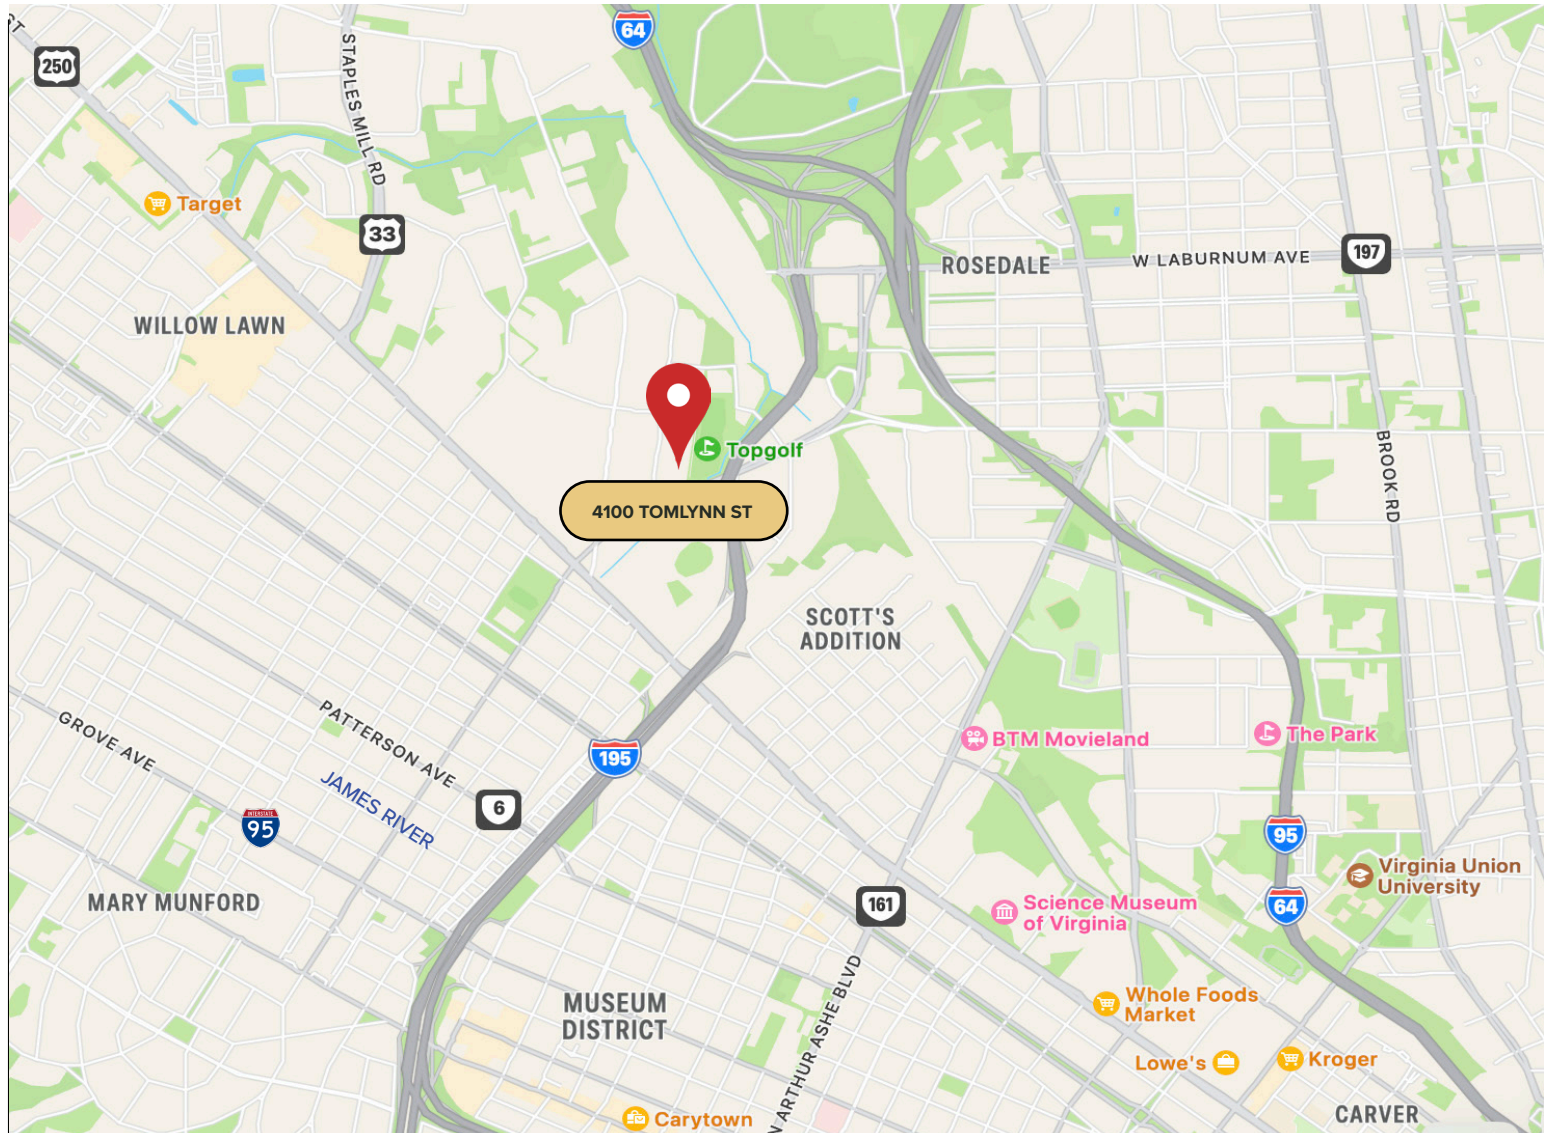 ST
64
250
STAPLES MILL RD
Target
33
ROSEDALE
W LABURNUM AVE
197
WILLOW LAWN
Topgolf
BROOK RD
4100 TOMLYNN ST
SCOTT'S
ADDITION
PATTERSON AVE
GROVE AVE
BTM Movieland
The Park
195
JAMES RIVER
6
INTERSTATE
95
95
Virginia Union
University
MARY MUNFORD
161
64
Science Museum
of Virginia
MUSEUM
DISTRICT
N ARTHUR ASHE BLVD
Whole Foods
Market
Lowe's
Kroger
Carytown
CARVER